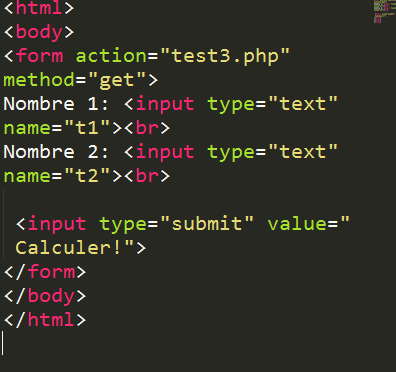 <html>
<body>
<form action="test3.php"
method="get">
Nombre 1: <input type="text"
name="t1"><br>
Nombre 2: <input type="text"
name="t2"><br>
<input type="submit" value="
Calculer!">
</form>
</body>
</html>